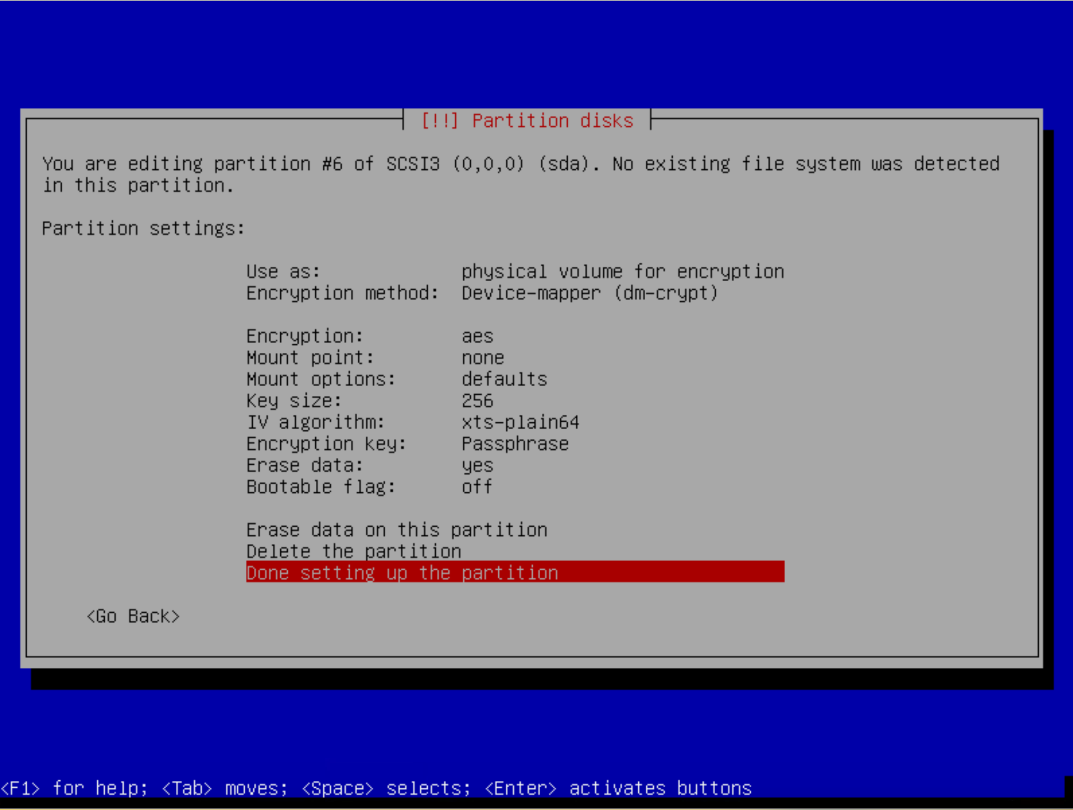 [!!] Partition disks
You are editing partition #6 of SCSI3 (0,0,0) (sda). No existing file system was detected
in this partition.
Partition settings:
Use as: physical volume for encryption
Encryption method: Device-mapper (dm-crypt)
Encryption: aes
Mount point: none
Mount options: defaults
Key size: 256
IV algorithm: xts-plain64
Encryption key: Passphrase
Erase data: yes
Bootable flag: off
Erase data on this partition
Delete the partition
Done setting up the partition
<Go Back>
<F1> for help; <Tab> moves; <Space> selects; <Enter> activates buttons